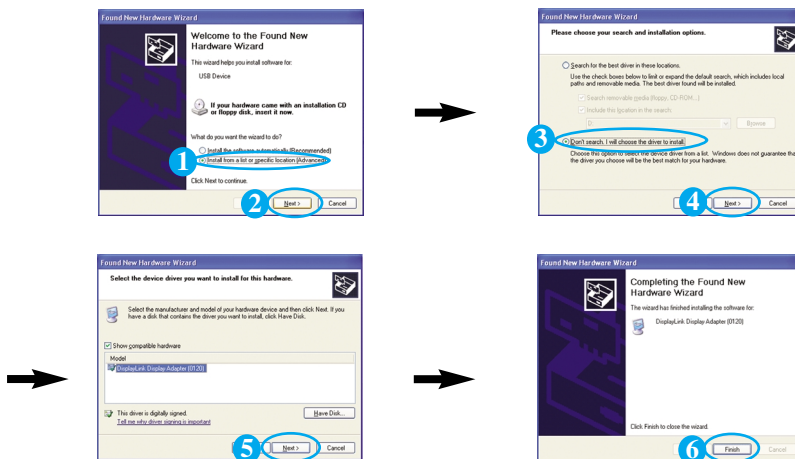 Found New Hardware Wizard
Welcome to the Found New
Hardware Wizard
This wizard helps you install software for:
USB Device
If your hardware came with an installation CD
or floppy disk, insert it now.
What do you want the wizard to do?
Install the software automatically (Recommended)
1
Install from a list or specific location (Advanced)
Click Next to continue.
2
Next >
Cancel
Found New Hardware Wizard
Please choose your search and installation options.
Search for the best driver in these locations.
Use the check boxes below to limit or expand the default search, which includes local
paths and removable media. The best driver found will be installed.
Search removable media (floppy, CD-ROM...)
Include this location in the search:
D:
Browse
3
Don't search. I will choose the driver to install.
Choose this option to select the device driver from a list. Windows does not guarantee tha
the driver you choose will be the best match for your hardware.
4
Next >
Cancel
Found New Hardware Wizard
Select the device driver you want to install for this hardware.
Select the manufacturer and model of your hardware device and then click Next. If you
have a disk that contains the driver you want to install, click Have Disk.
Show compatible hardware
Model
DisplayLink Display Adapter (0120)
This driver is digitally signed.
Have Disk...
Tell me why driver signing is important
5
Next >
Cancel
Found New Hardware Wizard
Completing the Found New
Hardware Wizard
The wizard has finished installing the software for:
DisplayLink Display Adapter (0120)
Click Finish to close the wizard.
6
Finish
Cancel